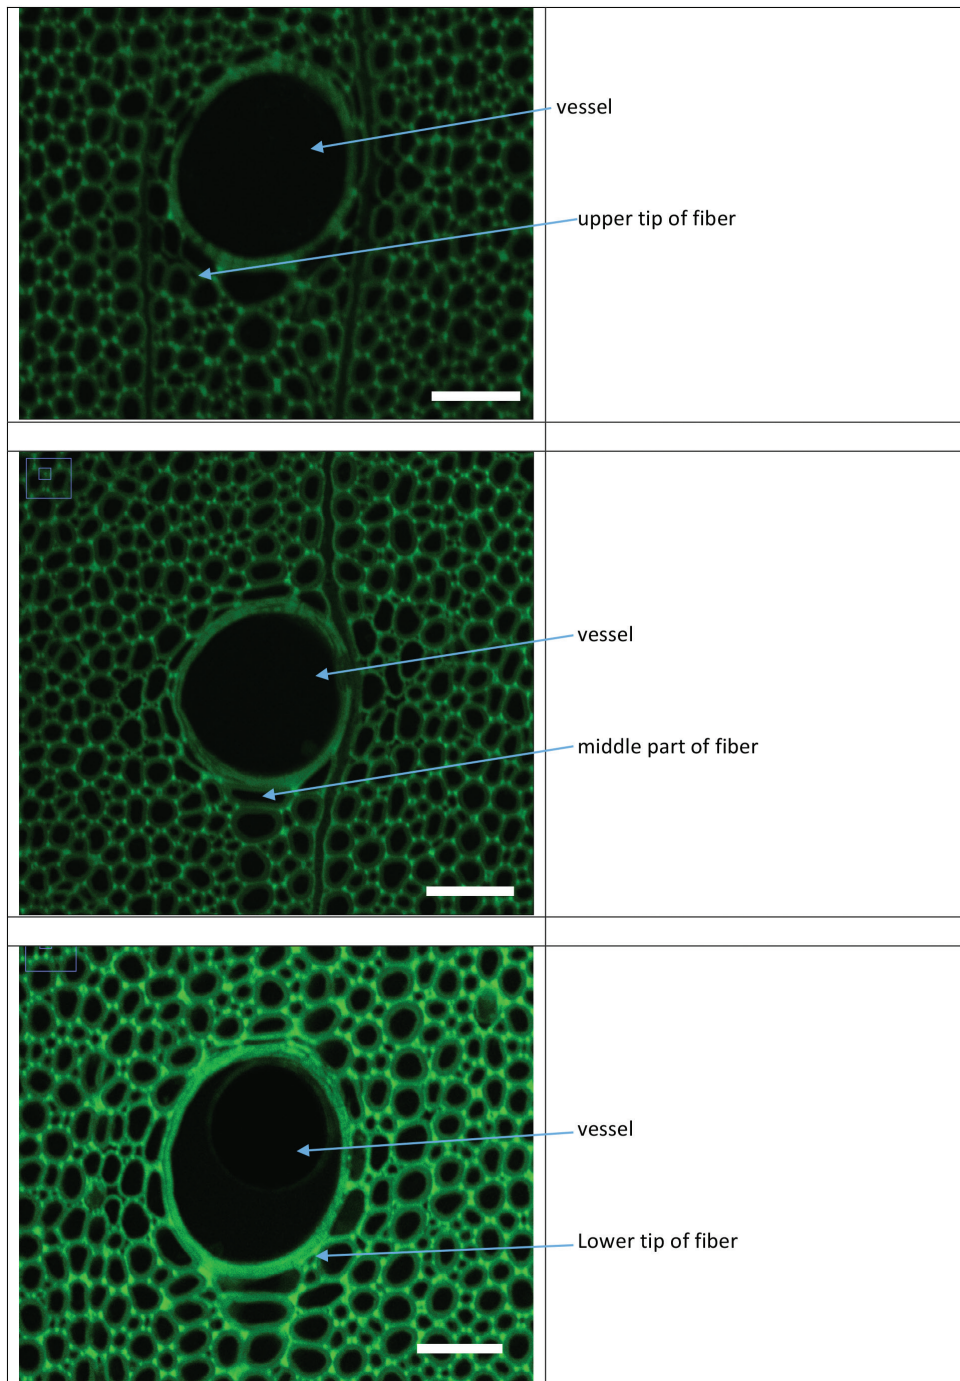 vessel
upper tip of fiber
vessel
middle part of fiber
vessel
Lower tip of fiber